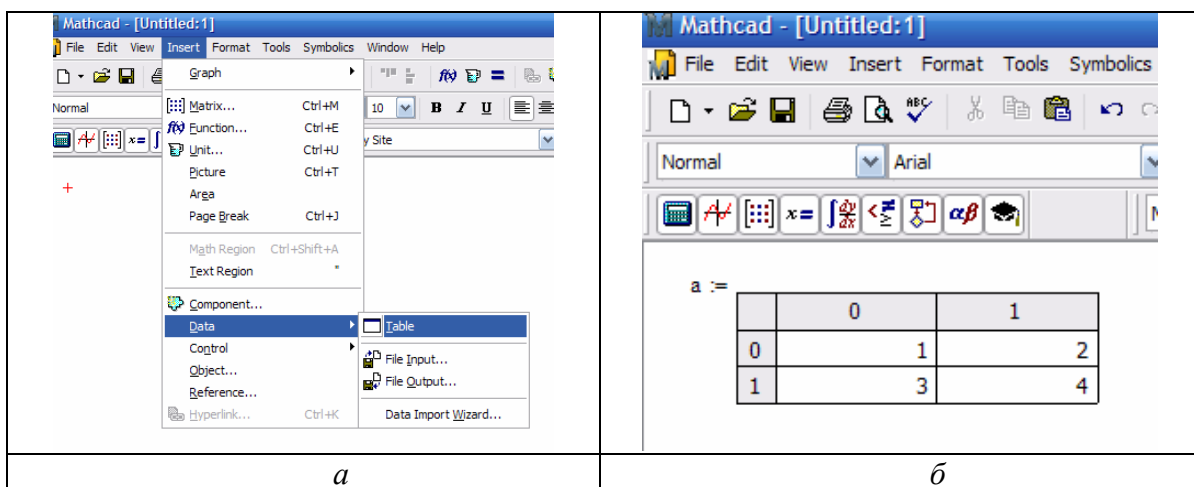 Mathcad - [Untitled:1]
File Edit View Insert Format Tools Symbolics Window Help
Normal
10 B I U
y Site
Graph
Matrix... Ctrl+M
f(x) Function... Ctrl+E
Unit... Ctrl+U
Picture Ctrl+T
Area
Page Break Ctrl+J
Math Region Ctrl+Shift+A
Text Region "
Component...
Data
Control
Object...
Reference...
Hyperlink... Ctrl+K
Table
File Input...
File Output...
Data Import Wizard...
а
Mathcad - [Untitled:1]
File Edit View Insert Format Tools Symbolics
Normal Arial
x= ∫ dy/dx <≠≥ αβ
a :=
0 1
0 1 2
1 3 4
б